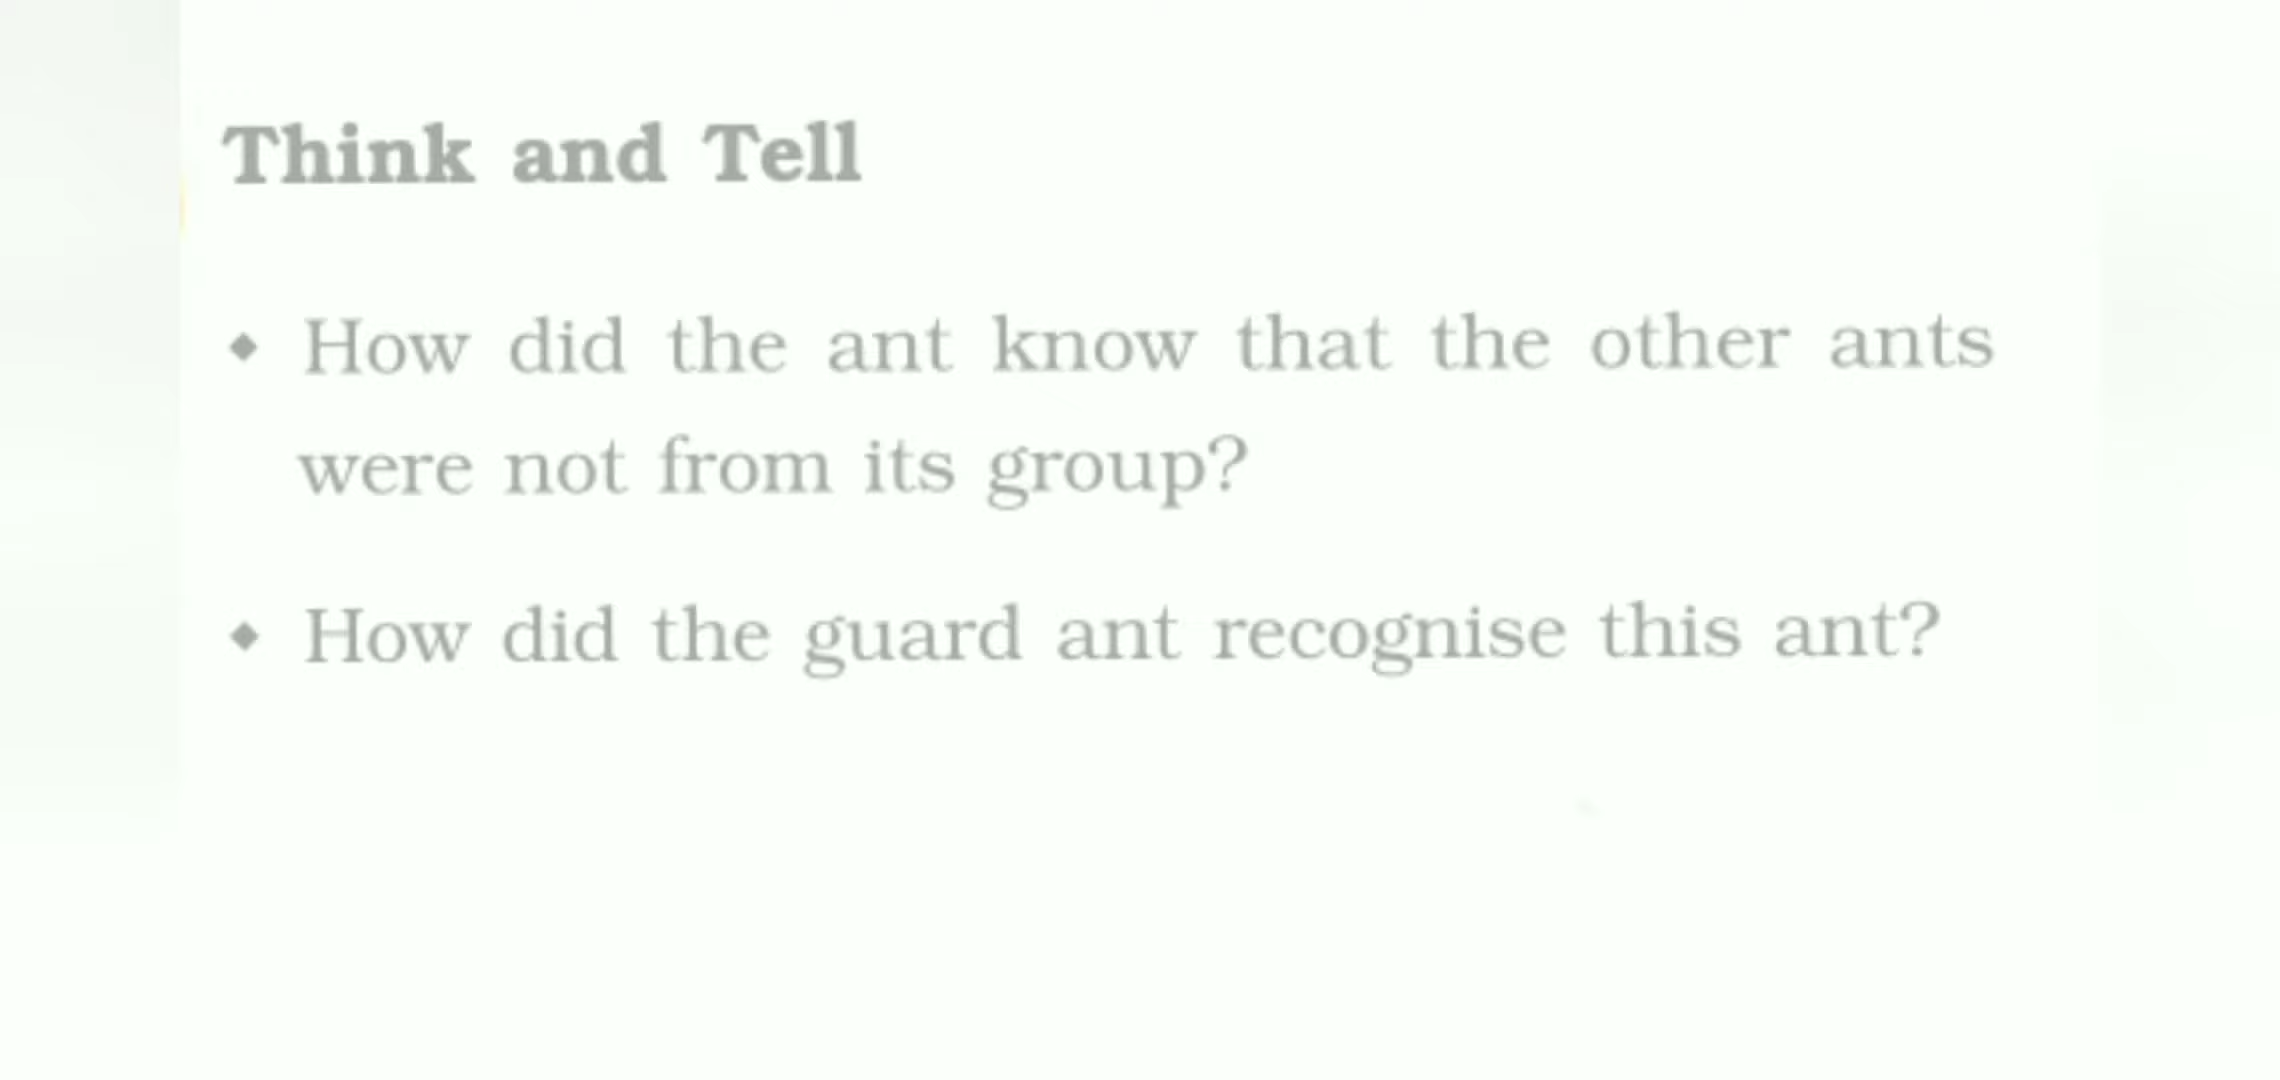 Think and Tell
◆ How did the ant know that the other ants
were not from its group?
◆ How did the guard ant recognise this ant?